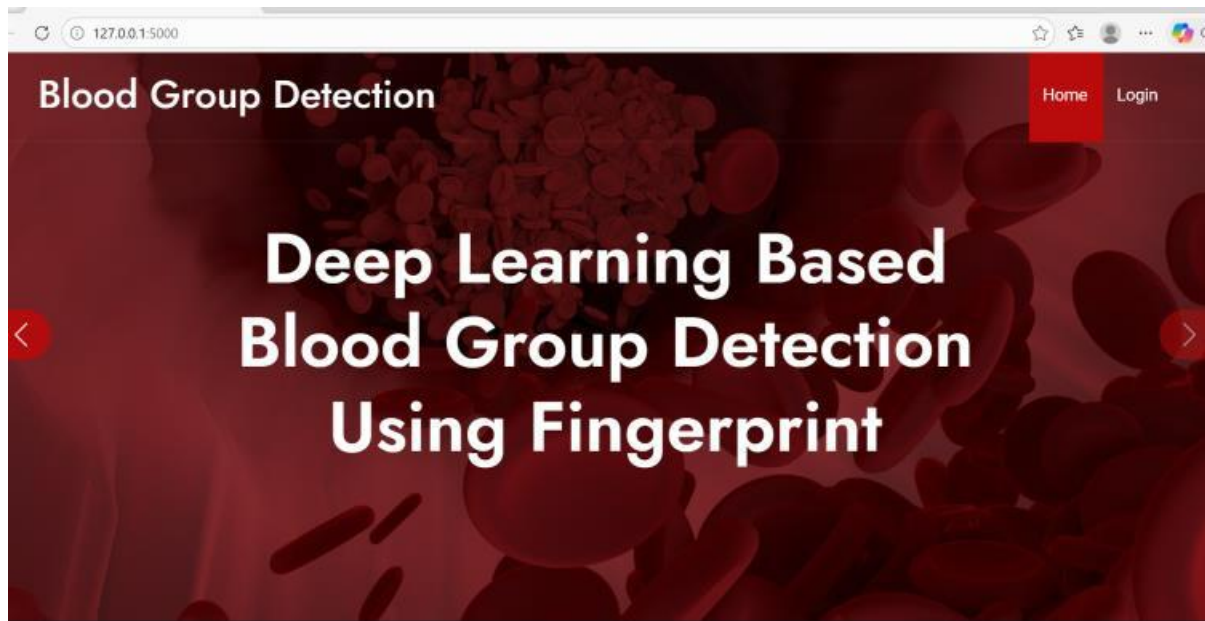 127.0.0.1:5000
Blood Group Detection
Home
Login
Deep Learning Based
Blood Group Detection
Using Fingerprint